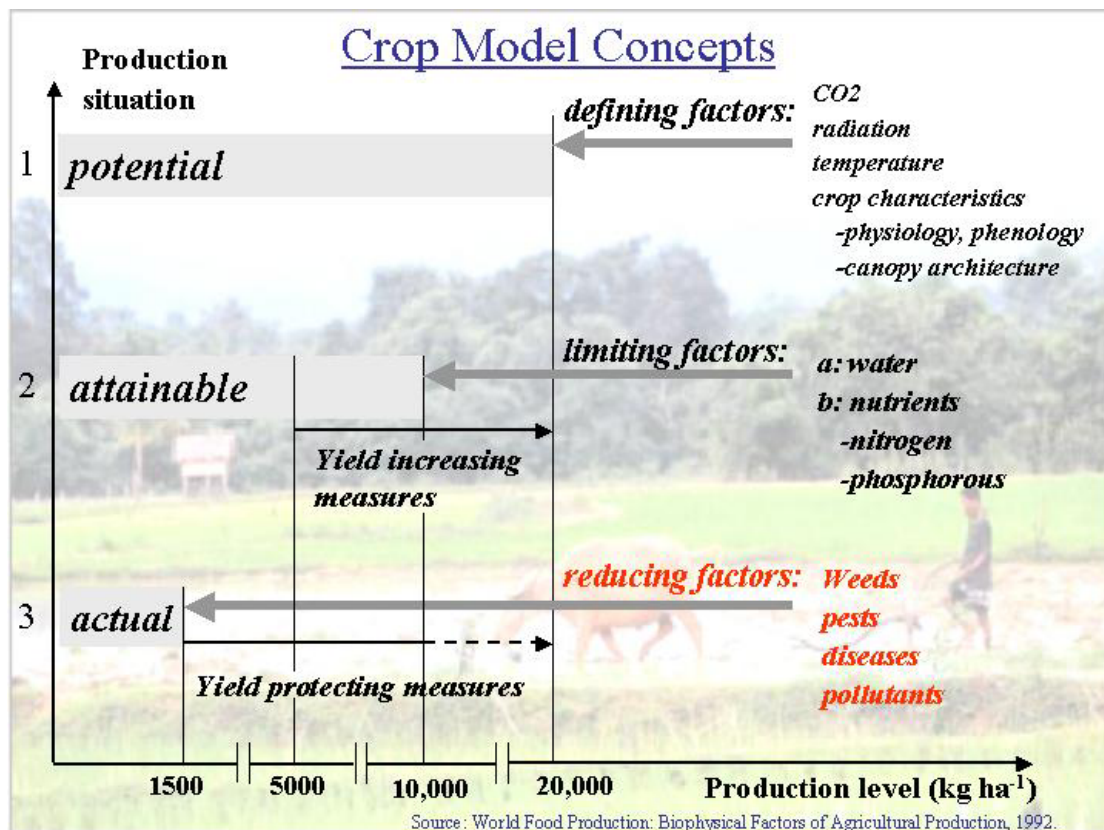 Crop Model Concepts
Production
situation
1
potential
defining factors:
CO2
radiation
temperature
crop characteristics
-physiology, phenology
-canopy architecture
2
attainable
limiting factors:
a: water
b: nutrients
-nitrogen
-phosphorous
Yield increasing
measures
3
actual
reducing factors:
Weeds
pests
diseases
pollutants
Yield protecting measures
1500
5000
10,000
20,000
Production level (kg ha⁻¹)
Source: World Food Production: Biophysical Factors of Agricultural Production, 1992.